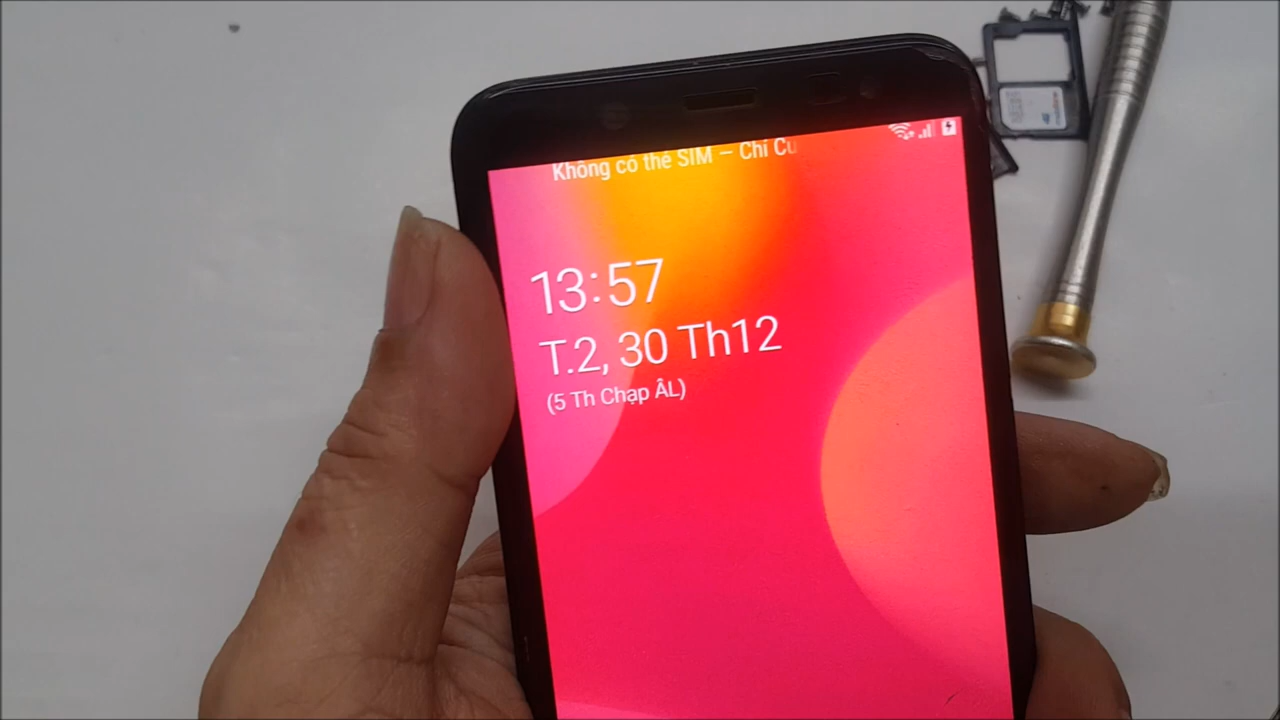 Không có thẻ SIM – Chỉ Cu
13:57
T.2, 30 Th12
(5 Th Chạp ÂL)